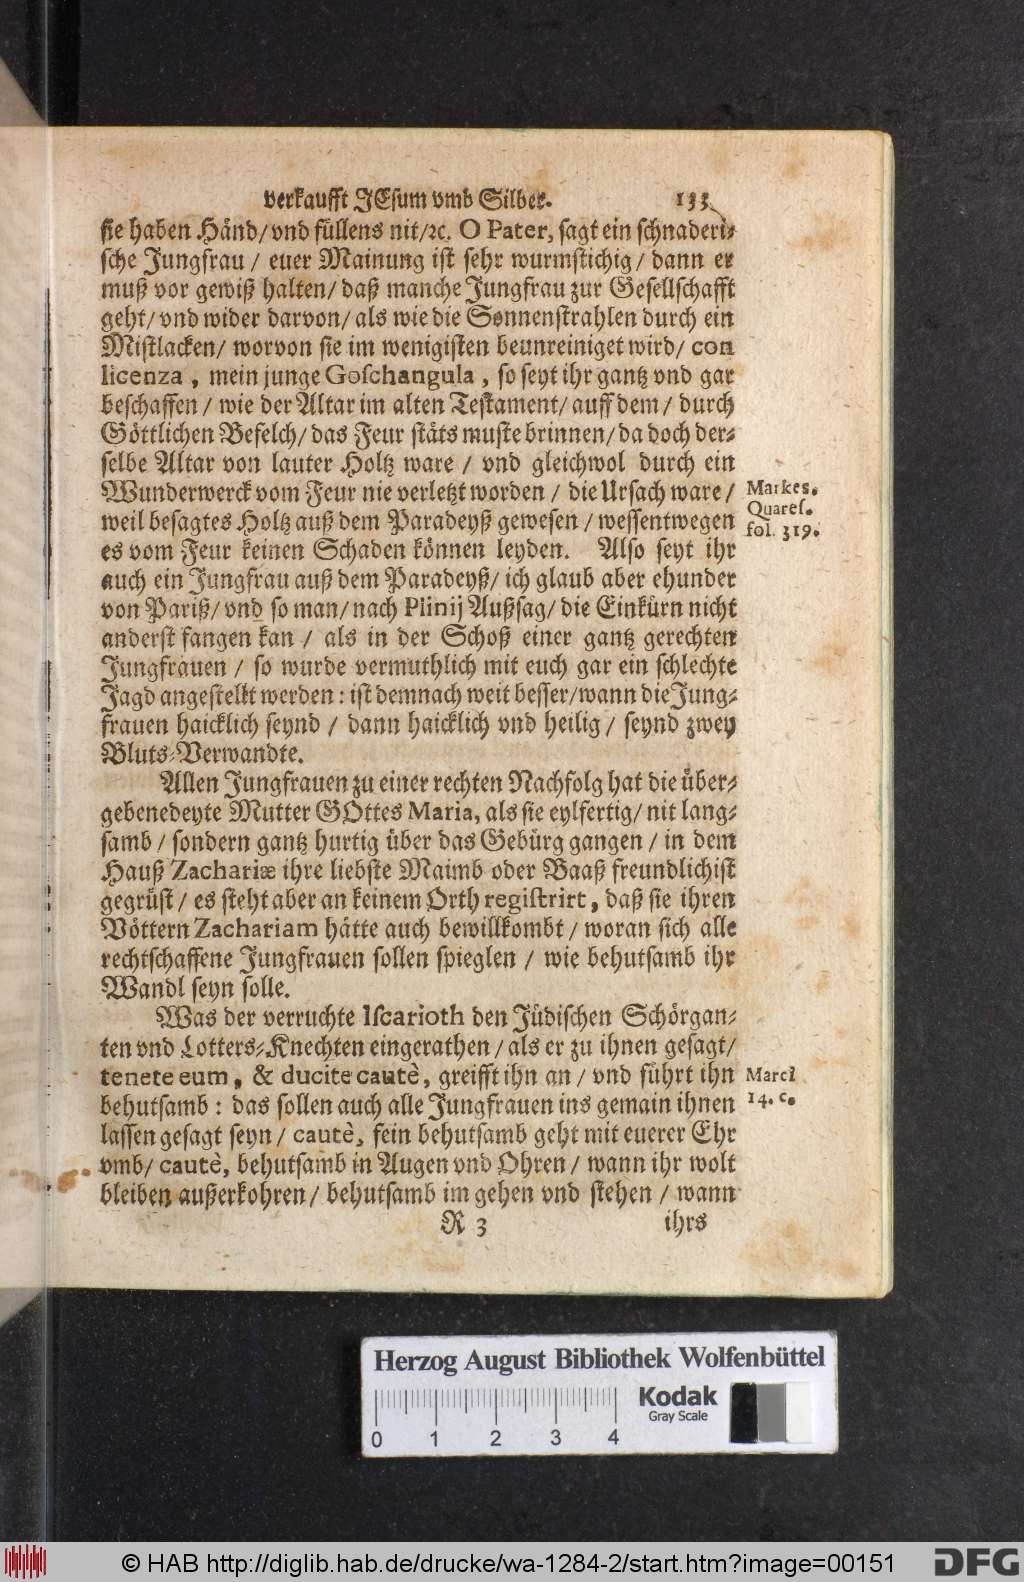 verkaufft JEsum vmb Silber. 133
sie haben Händ/vnd füllens nit/ꝛc. O Pater, sagt ein schnaderi-
sche Jungfrau / euer Mainung ist sehr wurmstichig/ dann er
muß vor gewiß halten/ daß manche Jungfrau zur Gesellschafft
geht/ vnd wider darvon/ als wie die Sonnenstrahlen durch ein
Mistlacken/ worvon sie im wenigisten beunreiniget wird/ con
licenza , mein junge Goschangula , so seyt ihr gantz vnd gar
beschaffen / wie der Altar im alten Testament/ auff dem / durch
Göttlichen Befelch/ das Feur stäts muste brinnen/ da doch der-
selbe Altar von lauter Holtz ware / vnd gleichwol durch ein
Wunderwerck vom Feur nie verletzt worden / die Ursach ware /
Markes.
Quares.
fol. 319.
weil besagtes Holtz auß dem Paradeyß gewesen / wessentwegen
es vom Feur keinen Schaden können leyden. Also seyt ihr
auch ein Jungfrau auß dem Paradeyß/ ich glaub aber ehunder
von Pariß/ vnd so man/ nach Plinij Außsag/ die Einkürn nicht
anderst fangen kan / als in der Schoß einer gantz gerechten
Jungfrauen / so wurde vermuthlich mit euch gar ein schlechte
Jagd angestellt werden : ist demnach weit besser/wann die Jung-
frauen haicklich seynd / dann haicklich vnd heilig / seynd zwey
Bluts-Verwandte.
Allen Jungfrauen zu einer rechten Nachfolg hat die über-
gebenedeyte Mutter GOttes Maria, als sie eylfertig/ nit lang-
samb / sondern gantz hurtig über das Gebürg gangen / in dem
Hauß Zachariæ ihre liebste Maimb oder Baaß freundlichist
gegrüst / es steht aber an keinem Orth registrirt, daß sie ihren
Vöttern Zachariam hätte auch bewillkombt / woran sich alle
rechtschaffene Jungfrauen sollen spieglen / wie behutsamb ihr
Wandl seyn solle.
Was der verruchte Iscarioth den Jüdischen Schörgan-
ten vnd Lotters-Knechten eingerathen / als er zu ihnen gesagt/
tenete eum, & ducite cautè, greifft ihn an / vnd führt ihn
Marci
14. c.
behutsamb : das sollen auch alle Jungfrauen ins gemain ihnen
lassen gesagt seyn / cautè, fein behutsamb geht mit euerer Ehr
vmb/ cautè, behutsamb in Augen vnd Ohren / wann ihr wolt
bleiben außerkohren / behutsamb im gehen vnd stehen / wann
R 3 ihrs
Herzog August Bibliothek Wolfenbüttel
Kodak
Gray Scale
0 1 2 3 4
© HAB http://diglib.hab.de/drucke/wa-1284-2/start.htm?image=00151
DFG